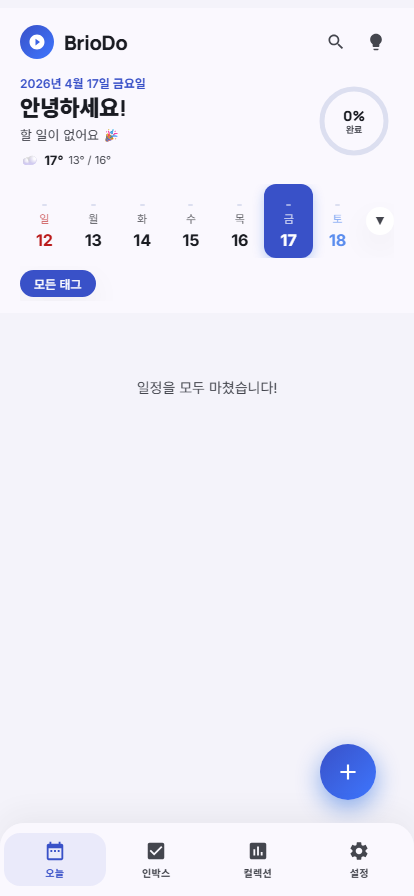 BrioDo
2026년 4월 17일 금요일
안녕하세요!
할 일이 없어요 🎉
17° 13° / 16°
0%
완료
– – – – – – –
일 월 화 수 목 금 토
12 13 14 15 16 17 18
▼
모든 태그
일정을 모두 마쳤습니다!
+
오늘 인박스 컬렉션 설정